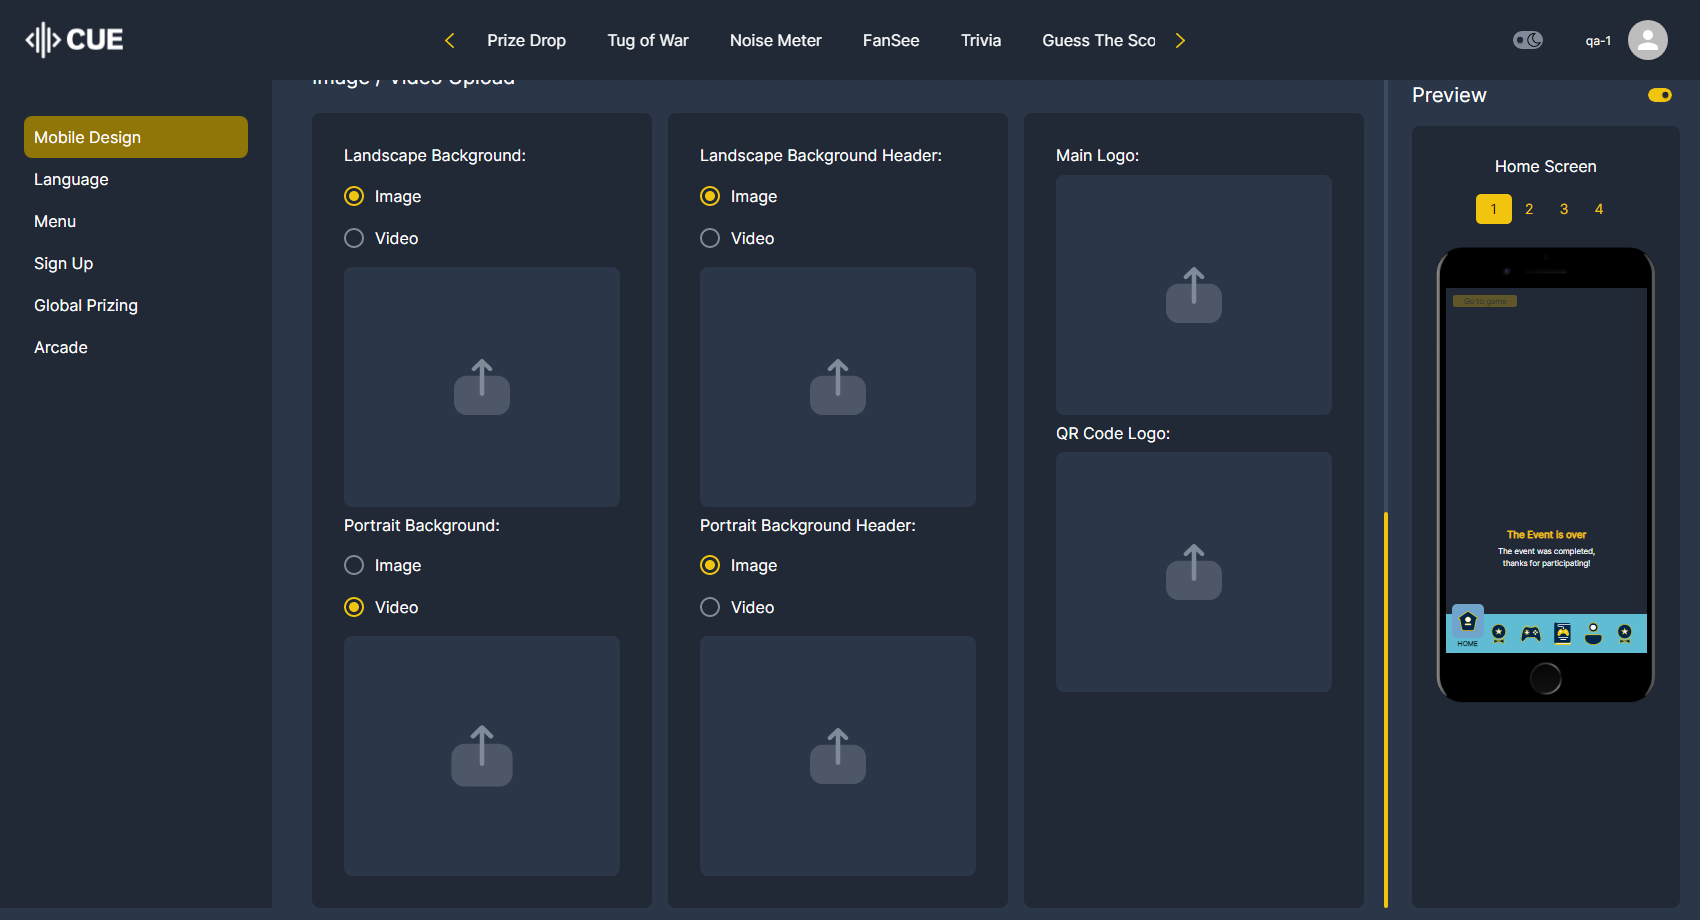 CUE
Prize Drop
Tug of War
Noise Meter
FanSee
Trivia
Guess The Sco
qa-1
Image / Video Upload
Preview
Mobile Design
Language
Menu
Sign Up
Global Prizing
Arcade
Landscape Background:
Image
Video
Portrait Background:
Image
Video
Landscape Background Header:
Image
Video
Portrait Background Header:
Image
Video
Main Logo:
QR Code Logo:
Home Screen
1 2 3 4
Go to game
The Event is over
The event was completed,
thanks for participating!
HOME